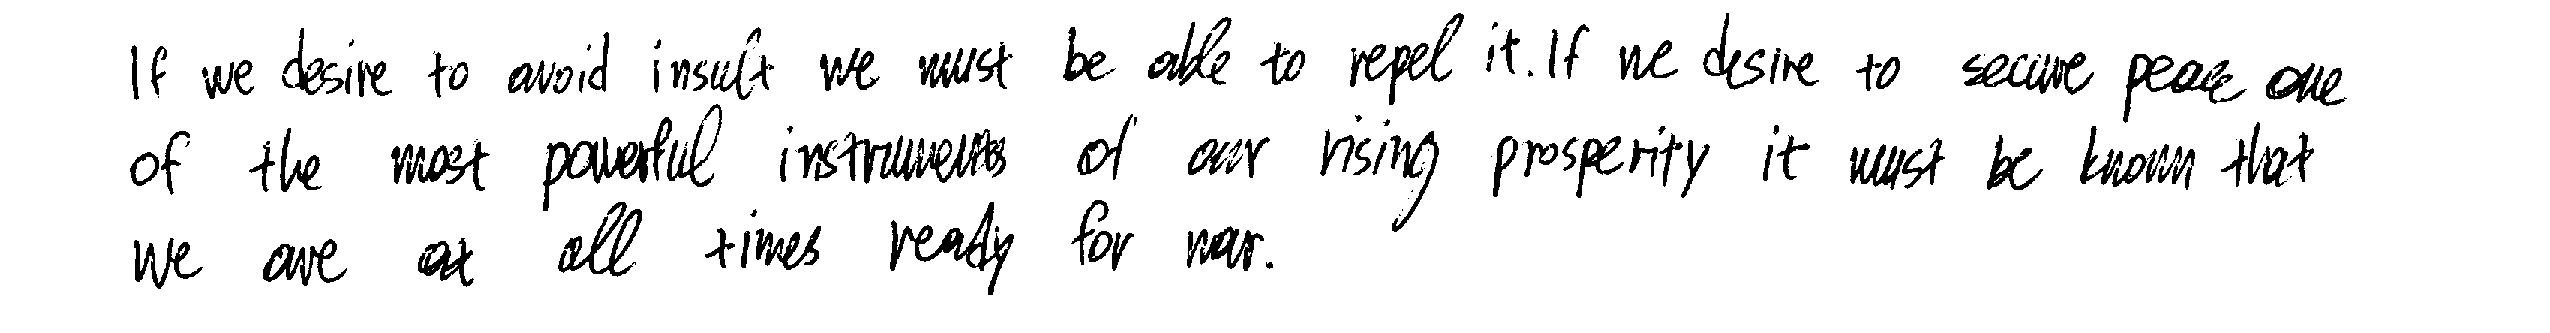 If we desire to avoid insult we must be able to repel it. If we desire to secure peace one
of the most powerful instruments of our rising prosperity it must be known that
we are at all times ready for war.